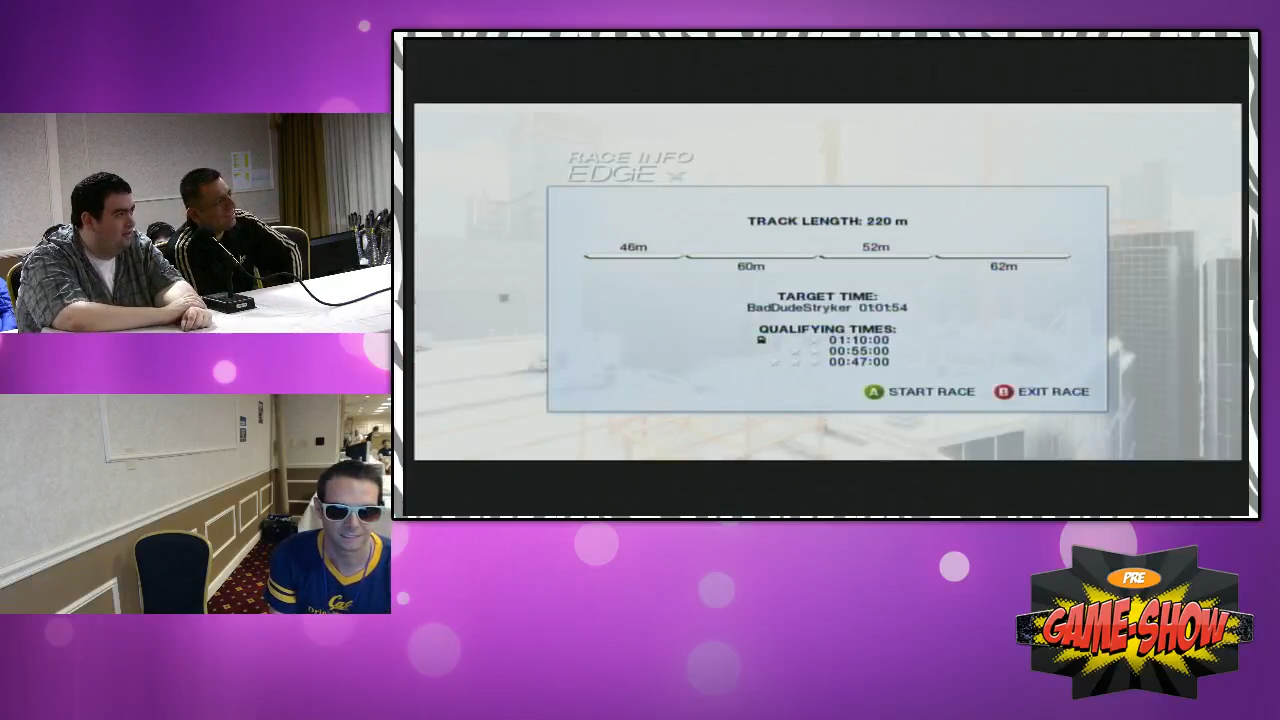 RACE INFO
EDGE
TRACK LENGTH: 220 m
46m
52m
60m
62m
TARGET TIME:
BadDudeStryker 01:01:54
QUALIFYING TIMES:
01:10:00
00:55:00
00:47:00
A START RACE B EXIT RACE
Cal
PRE
GAME-SHOW